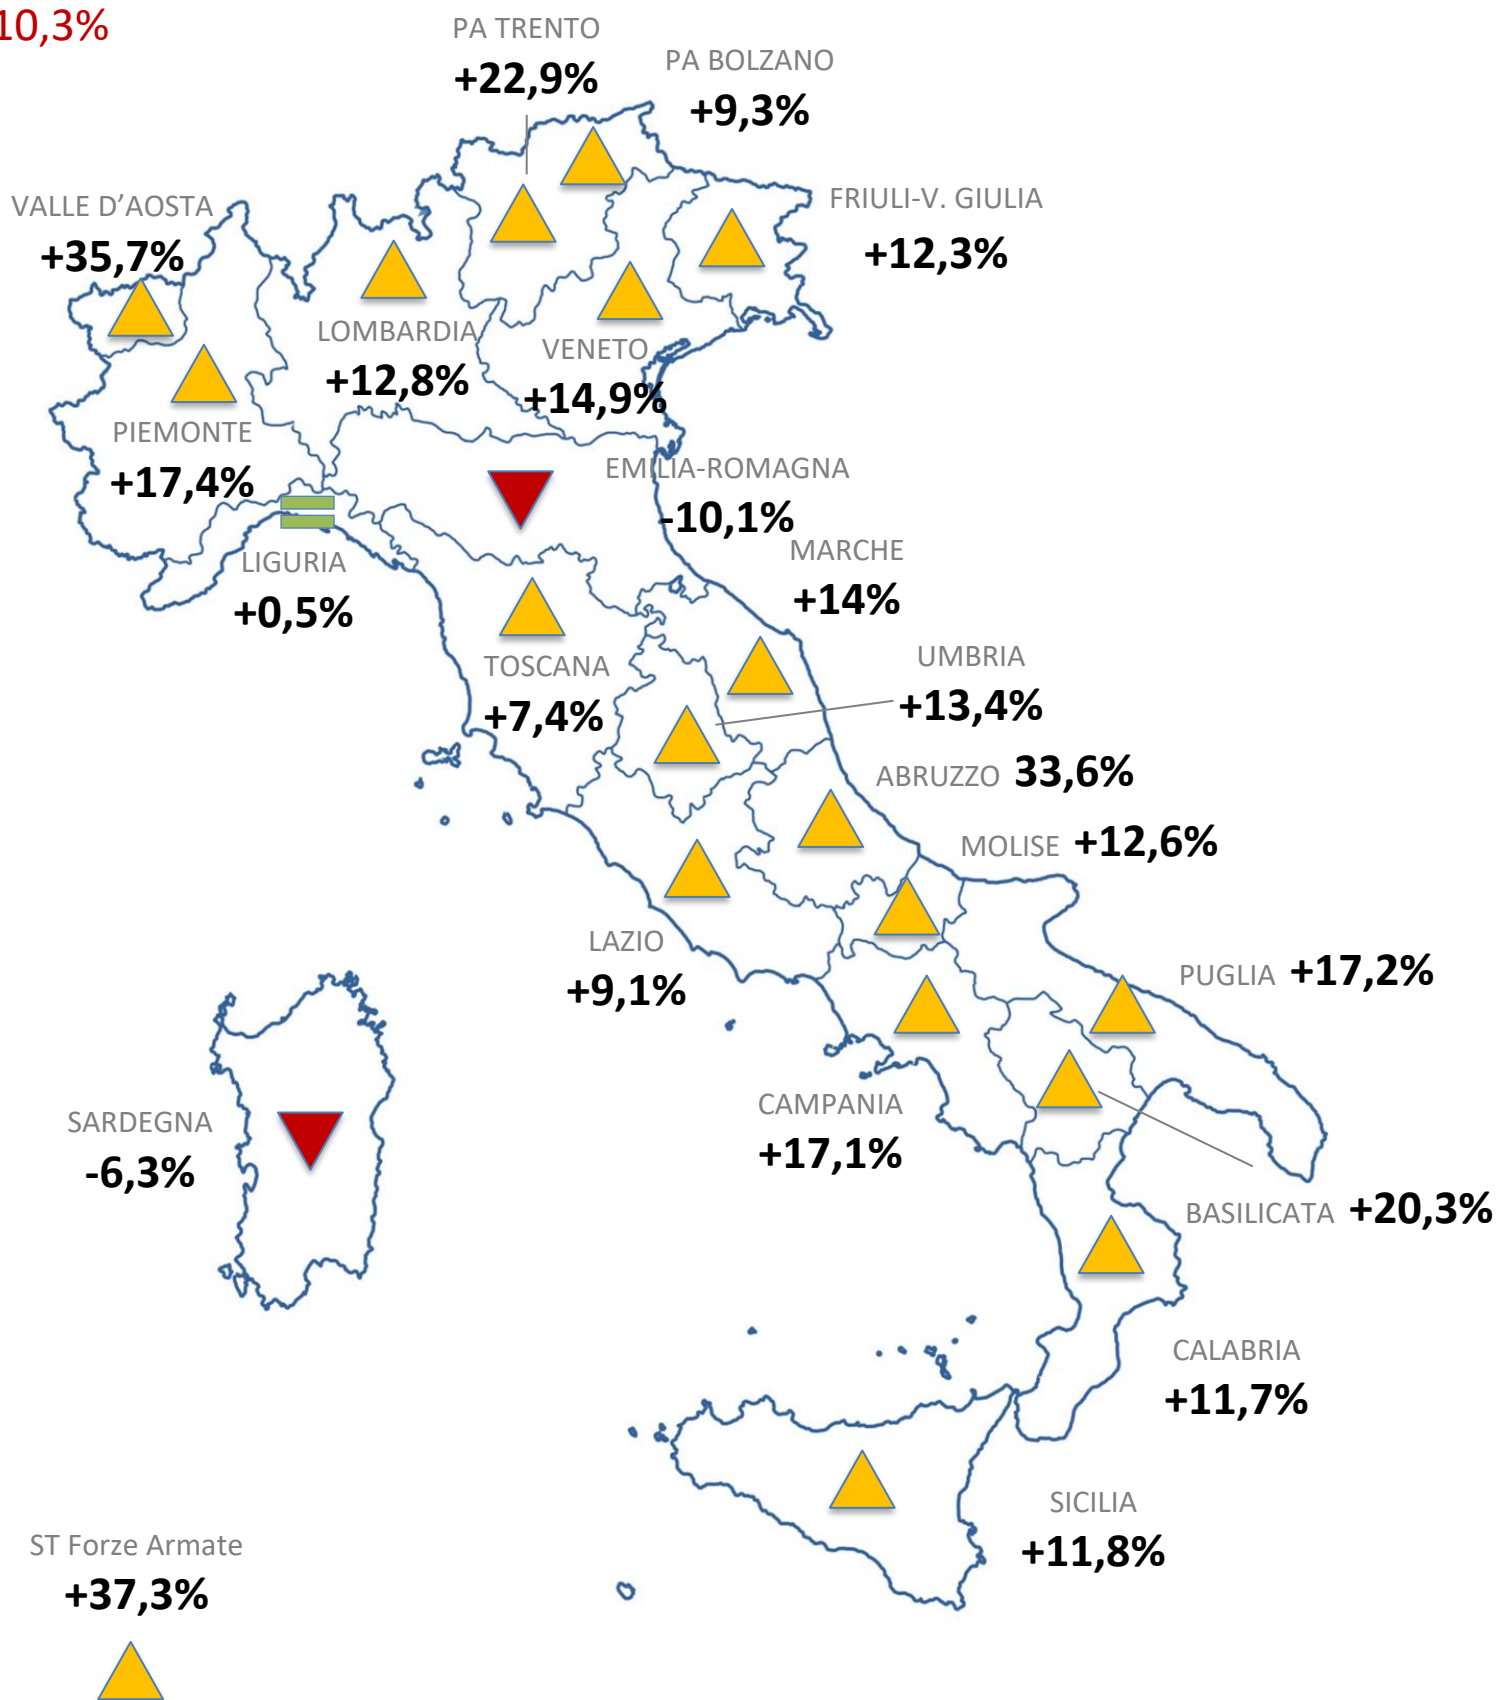 10,3%
PA TRENTO
+22,9%
PA BOLZANO
+9,3%
VALLE D’AOSTA
+35,7%
FRIULI-V. GIULIA
+12,3%
LOMBARDIA
+12,8%
VENETO
+14,9%
PIEMONTE
+17,4%
EMILIA-ROMAGNA
-10,1%
LIGURIA
+0,5%
MARCHE
+14%
TOSCANA
+7,4%
UMBRIA
+13,4%
ABRUZZO 33,6%
MOLISE +12,6%
LAZIO
+9,1%
PUGLIA +17,2%
CAMPANIA
+17,1%
SARDEGNA
-6,3%
BASILICATA +20,3%
CALABRIA
+11,7%
SICILIA
+11,8%
ST Forze Armate
+37,3%